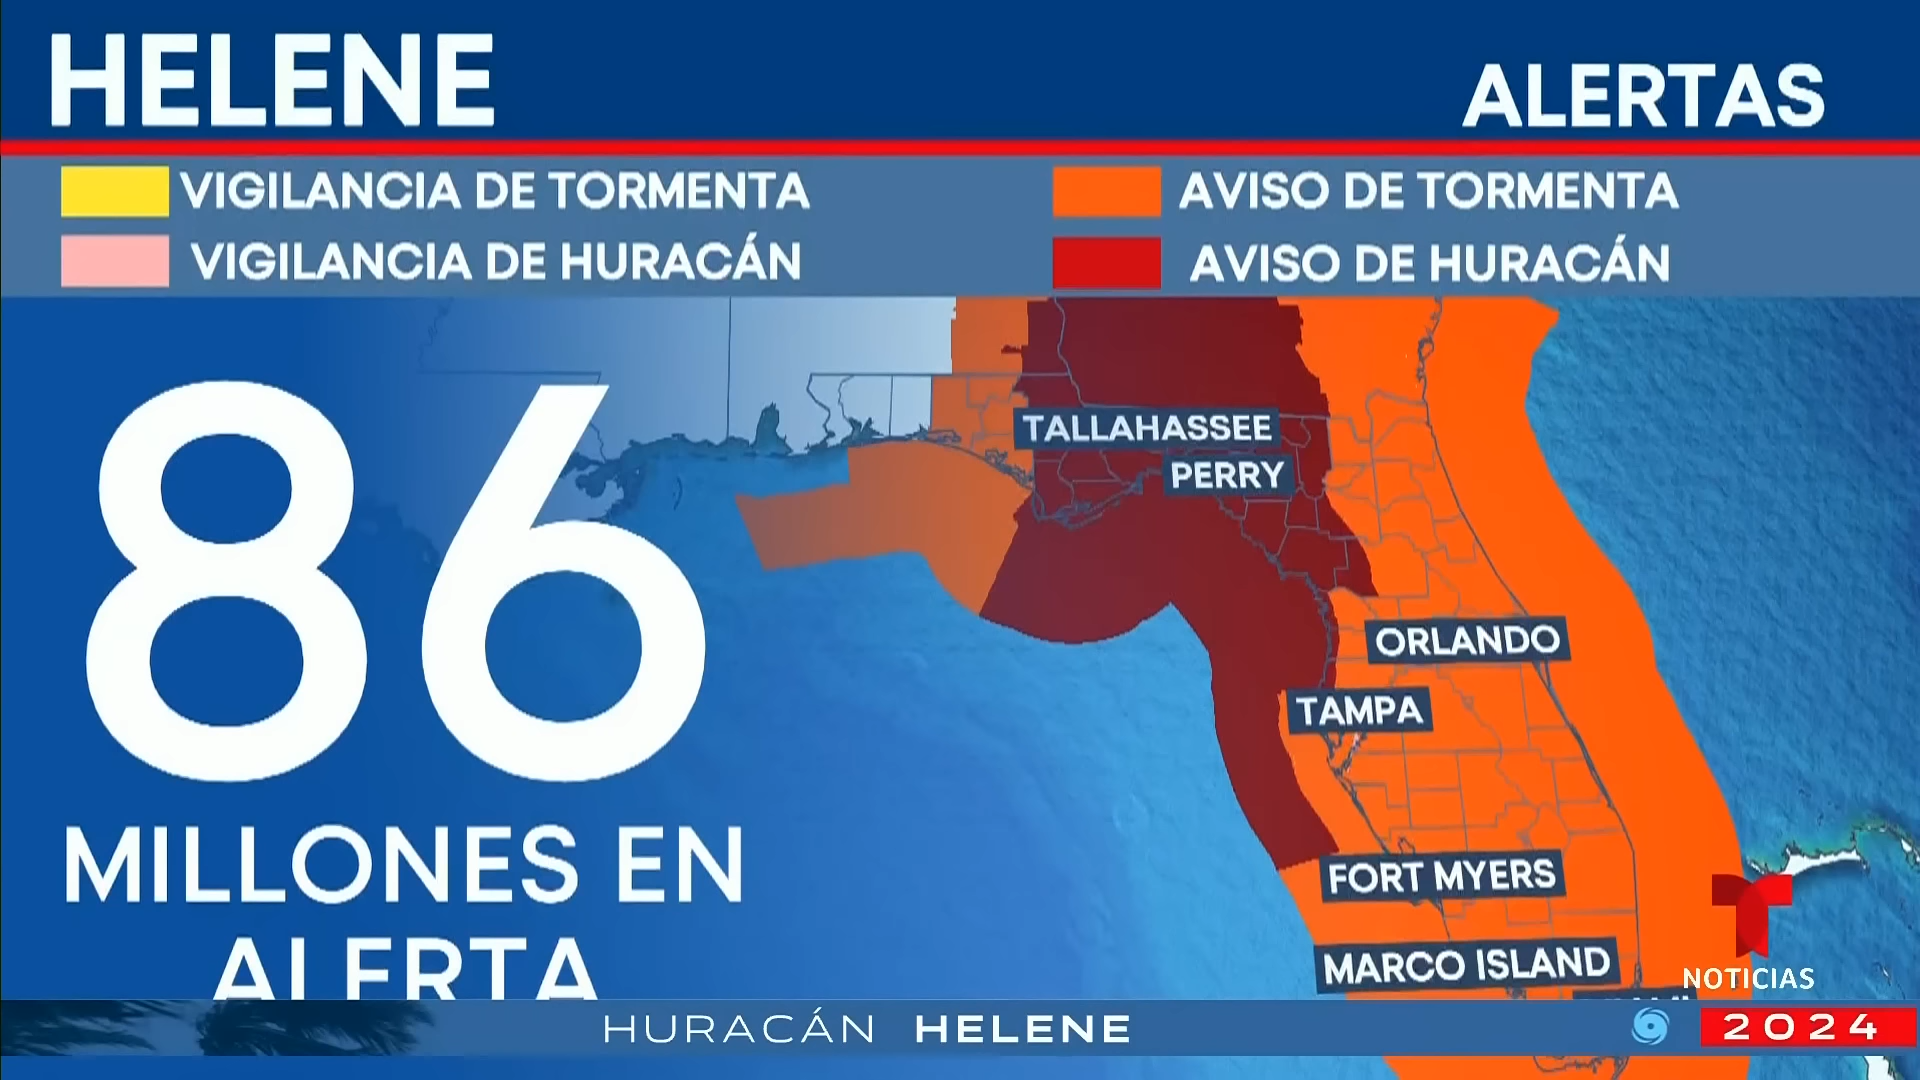 HELENE
ALERTAS
VIGILANCIA DE TORMENTA
AVISO DE TORMENTA
VIGILANCIA DE HURACÁN
AVISO DE HURACÁN
86
MILLONES EN
ALERTA
TALLAHASSEE
PERRY
ORLANDO
TAMPA
FORT MYERS
MARCO ISLAND
NOTICIAS
HURACÁN HELENE
2024